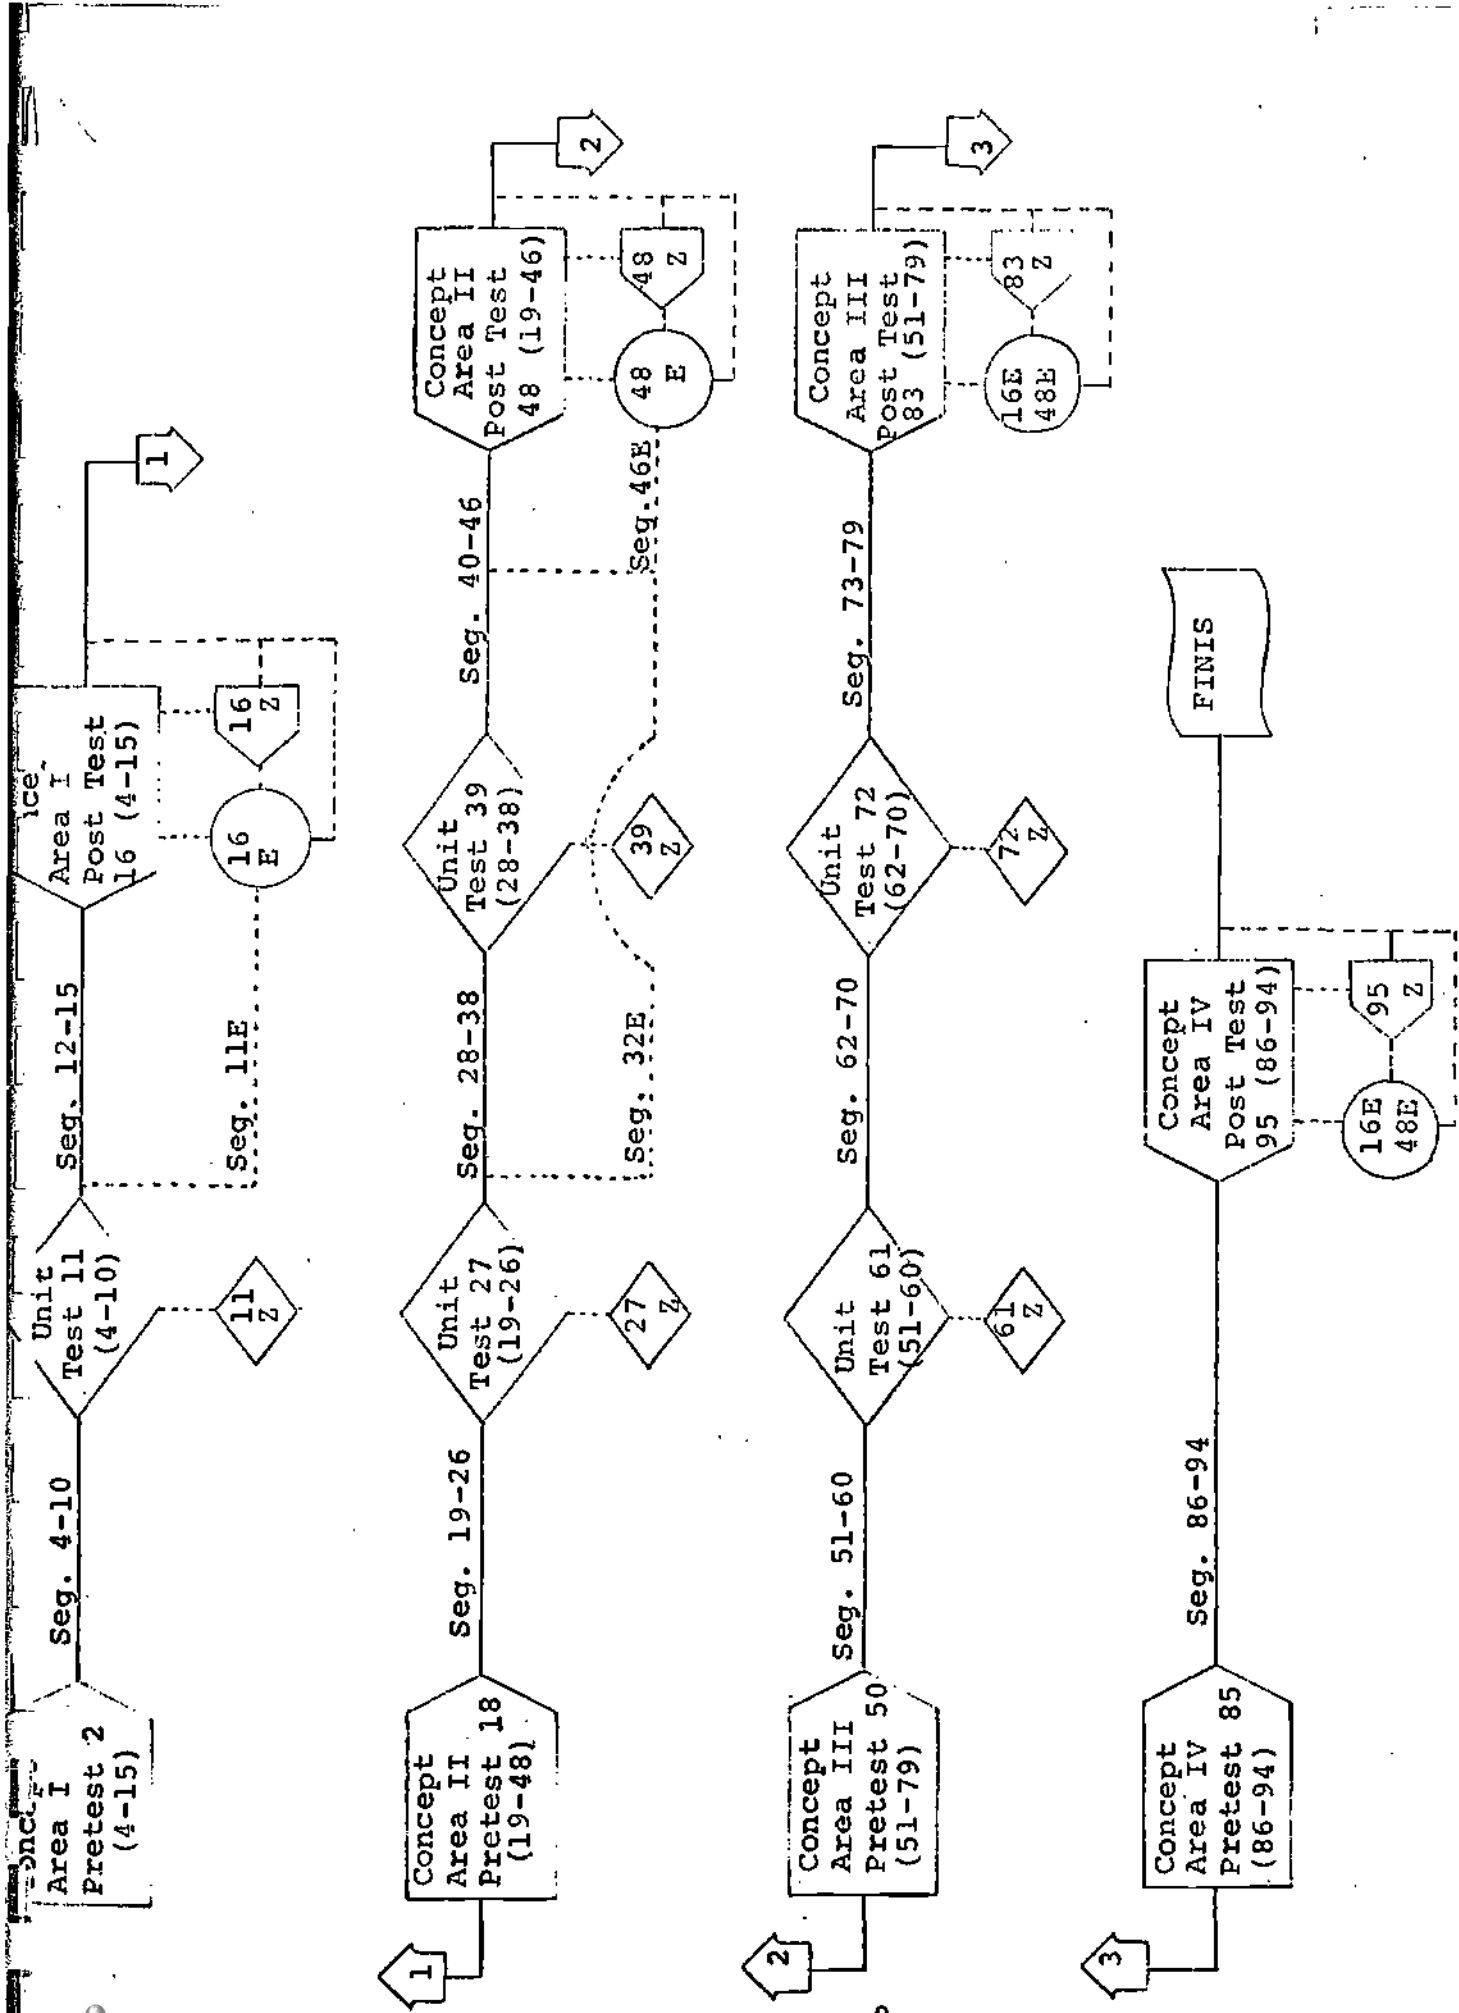 Area I
Pretest 2
(4-15)
Seg. 4-10
Unit
Test 11
(4-10)
11
Z
Seg. 12-15
Seg. 11E
Area I
Post Test
16 (4-15)
16
E
16
Z
1
1
Concept
Area II
Pretest 18
(19-48)
Seg. 19-26
Unit
Test 27
(19-26)
27
Z
Seg. 28-38
Seg. 32E
Unit
Test 39
(28-38)
39
Z
Seg. 40-46
Seg. 46E
Concept
Area II
Post Test
48 (19-46)
48
E
48
Z
2
2
Concept
Area III
Pretest 50
(51-79)
Seg. 51-60
Unit
Test 61
(51-60)
61
Z
Seg. 62-70
Unit
Test 72
(62-70)
72
Z
Seg. 73-79
Concept
Area III
Post Test
83 (51-79)
16E
48E
83
Z
3
3
Concept
Area IV
Pretest 85
(86-94)
Seg. 86-94
Concept
Area IV
Post Test
95 (86-94)
16E
48E
95
Z
FINIS